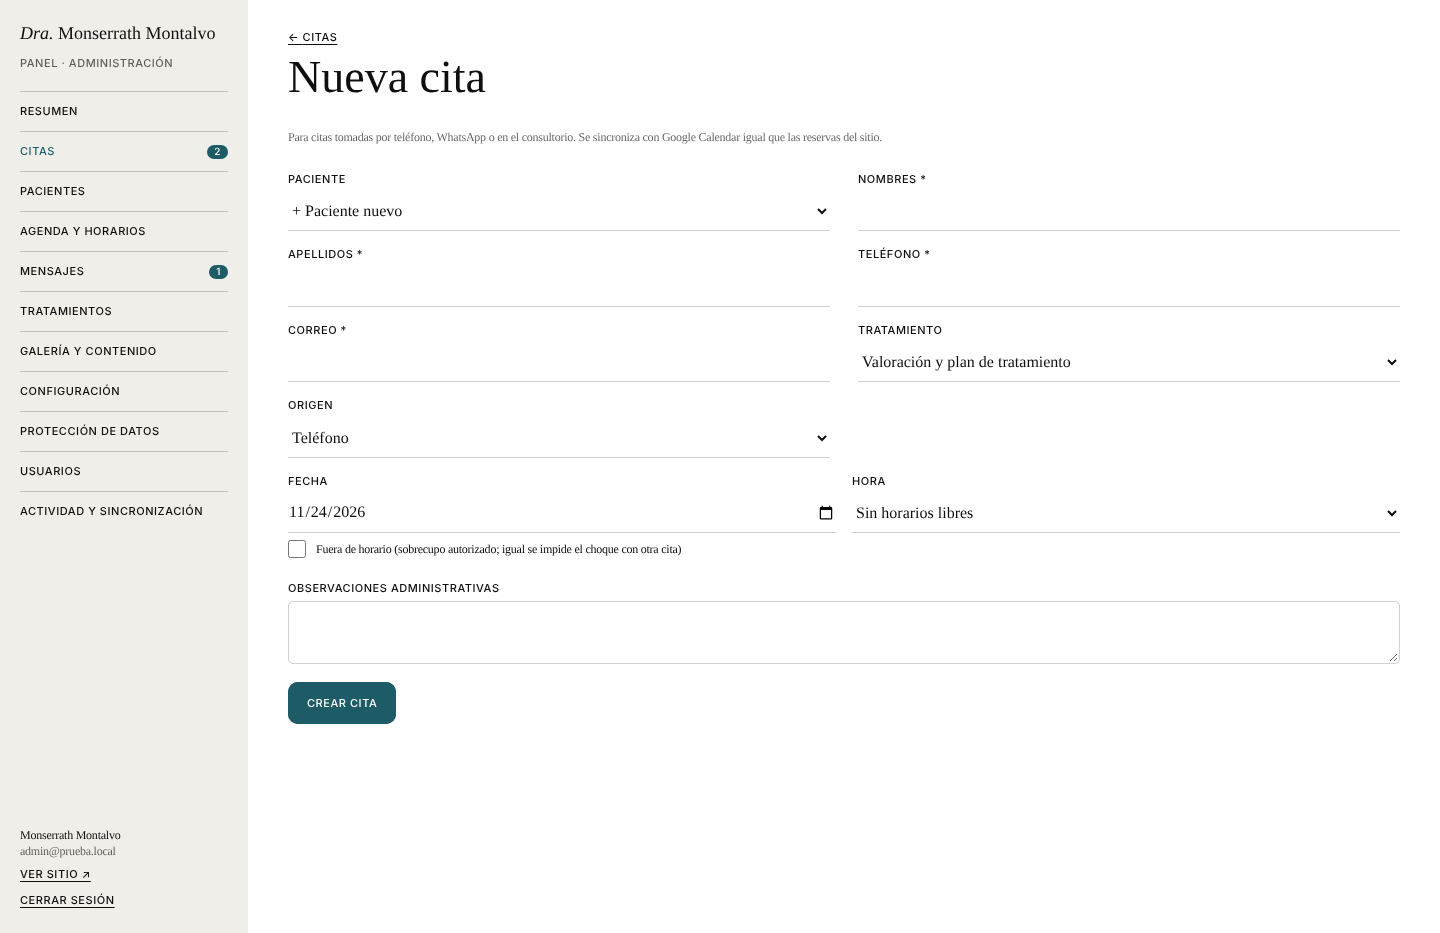 Dra. Monserrath Montalvo
PANEL · ADMINISTRACIÓN
RESUMEN
CITAS 2
PACIENTES
AGENDA Y HORARIOS
MENSAJES 1
TRATAMIENTOS
GALERÍA Y CONTENIDO
CONFIGURACIÓN
PROTECCIÓN DE DATOS
USUARIOS
ACTIVIDAD Y SINCRONIZACIÓN
Monserrath Montalvo
admin@prueba.local
VER SITIO ↗
CERRAR SESIÓN
← CITAS
Nueva cita
Para citas tomadas por teléfono, WhatsApp o en el consultorio. Se sincroniza con Google Calendar igual que las reservas del sitio.
PACIENTE
+ Paciente nuevo
NOMBRES *
APELLIDOS *
TELÉFONO *
CORREO *
TRATAMIENTO
Valoración y plan de tratamiento
ORIGEN
Teléfono
FECHA
11/24/2026
HORA
Sin horarios libres
Fuera de horario (sobrecupo autorizado; igual se impide el choque con otra cita)
OBSERVACIONES ADMINISTRATIVAS
CREAR CITA